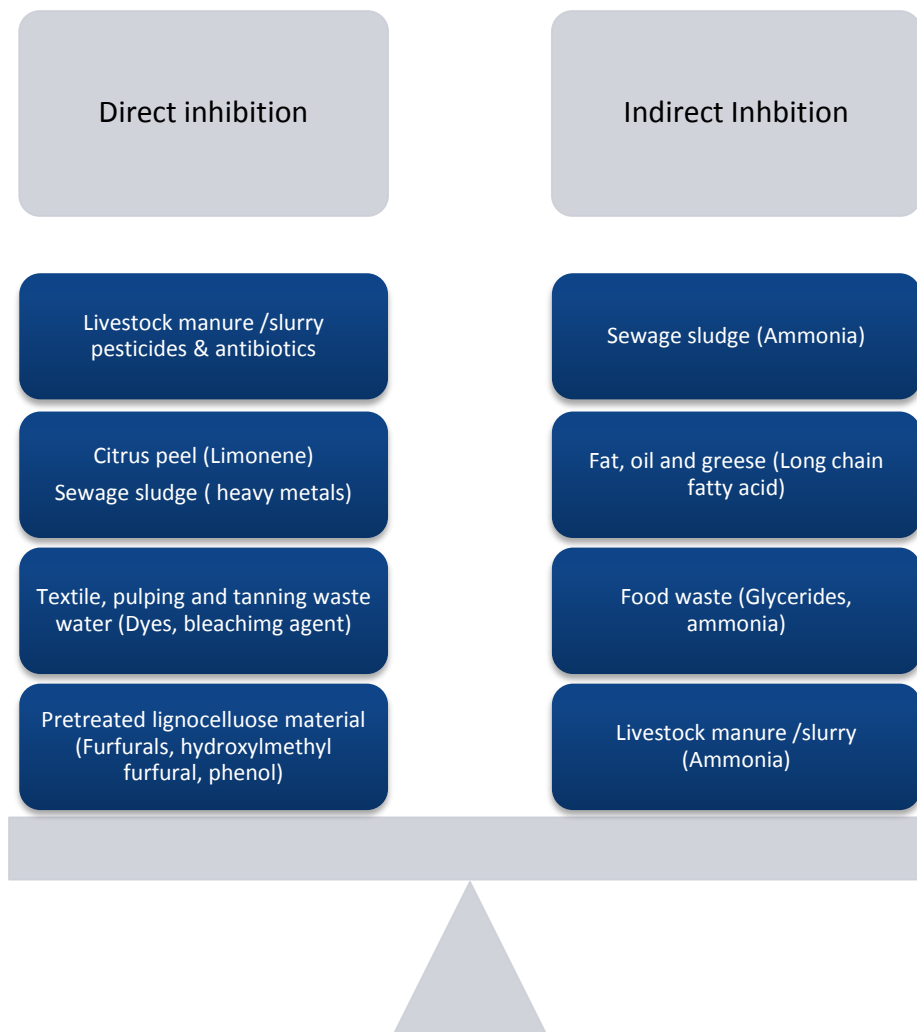 Direct inhibition
Indirect Inhbition
Livestock manure /slurry
pesticides & antibiotics
Sewage sludge (Ammonia)
Citrus peel (Limonene)
Sewage sludge ( heavy metals)
Fat, oil and greese (Long chain
fatty acid)
Textile, pulping and tanning waste
water (Dyes, bleachimg agent)
Food waste (Glycerides,
ammonia)
Pretreated lignocelluose material
(Furfurals, hydroxylmethyl
furfural, phenol)
Livestock manure /slurry
(Ammonia)